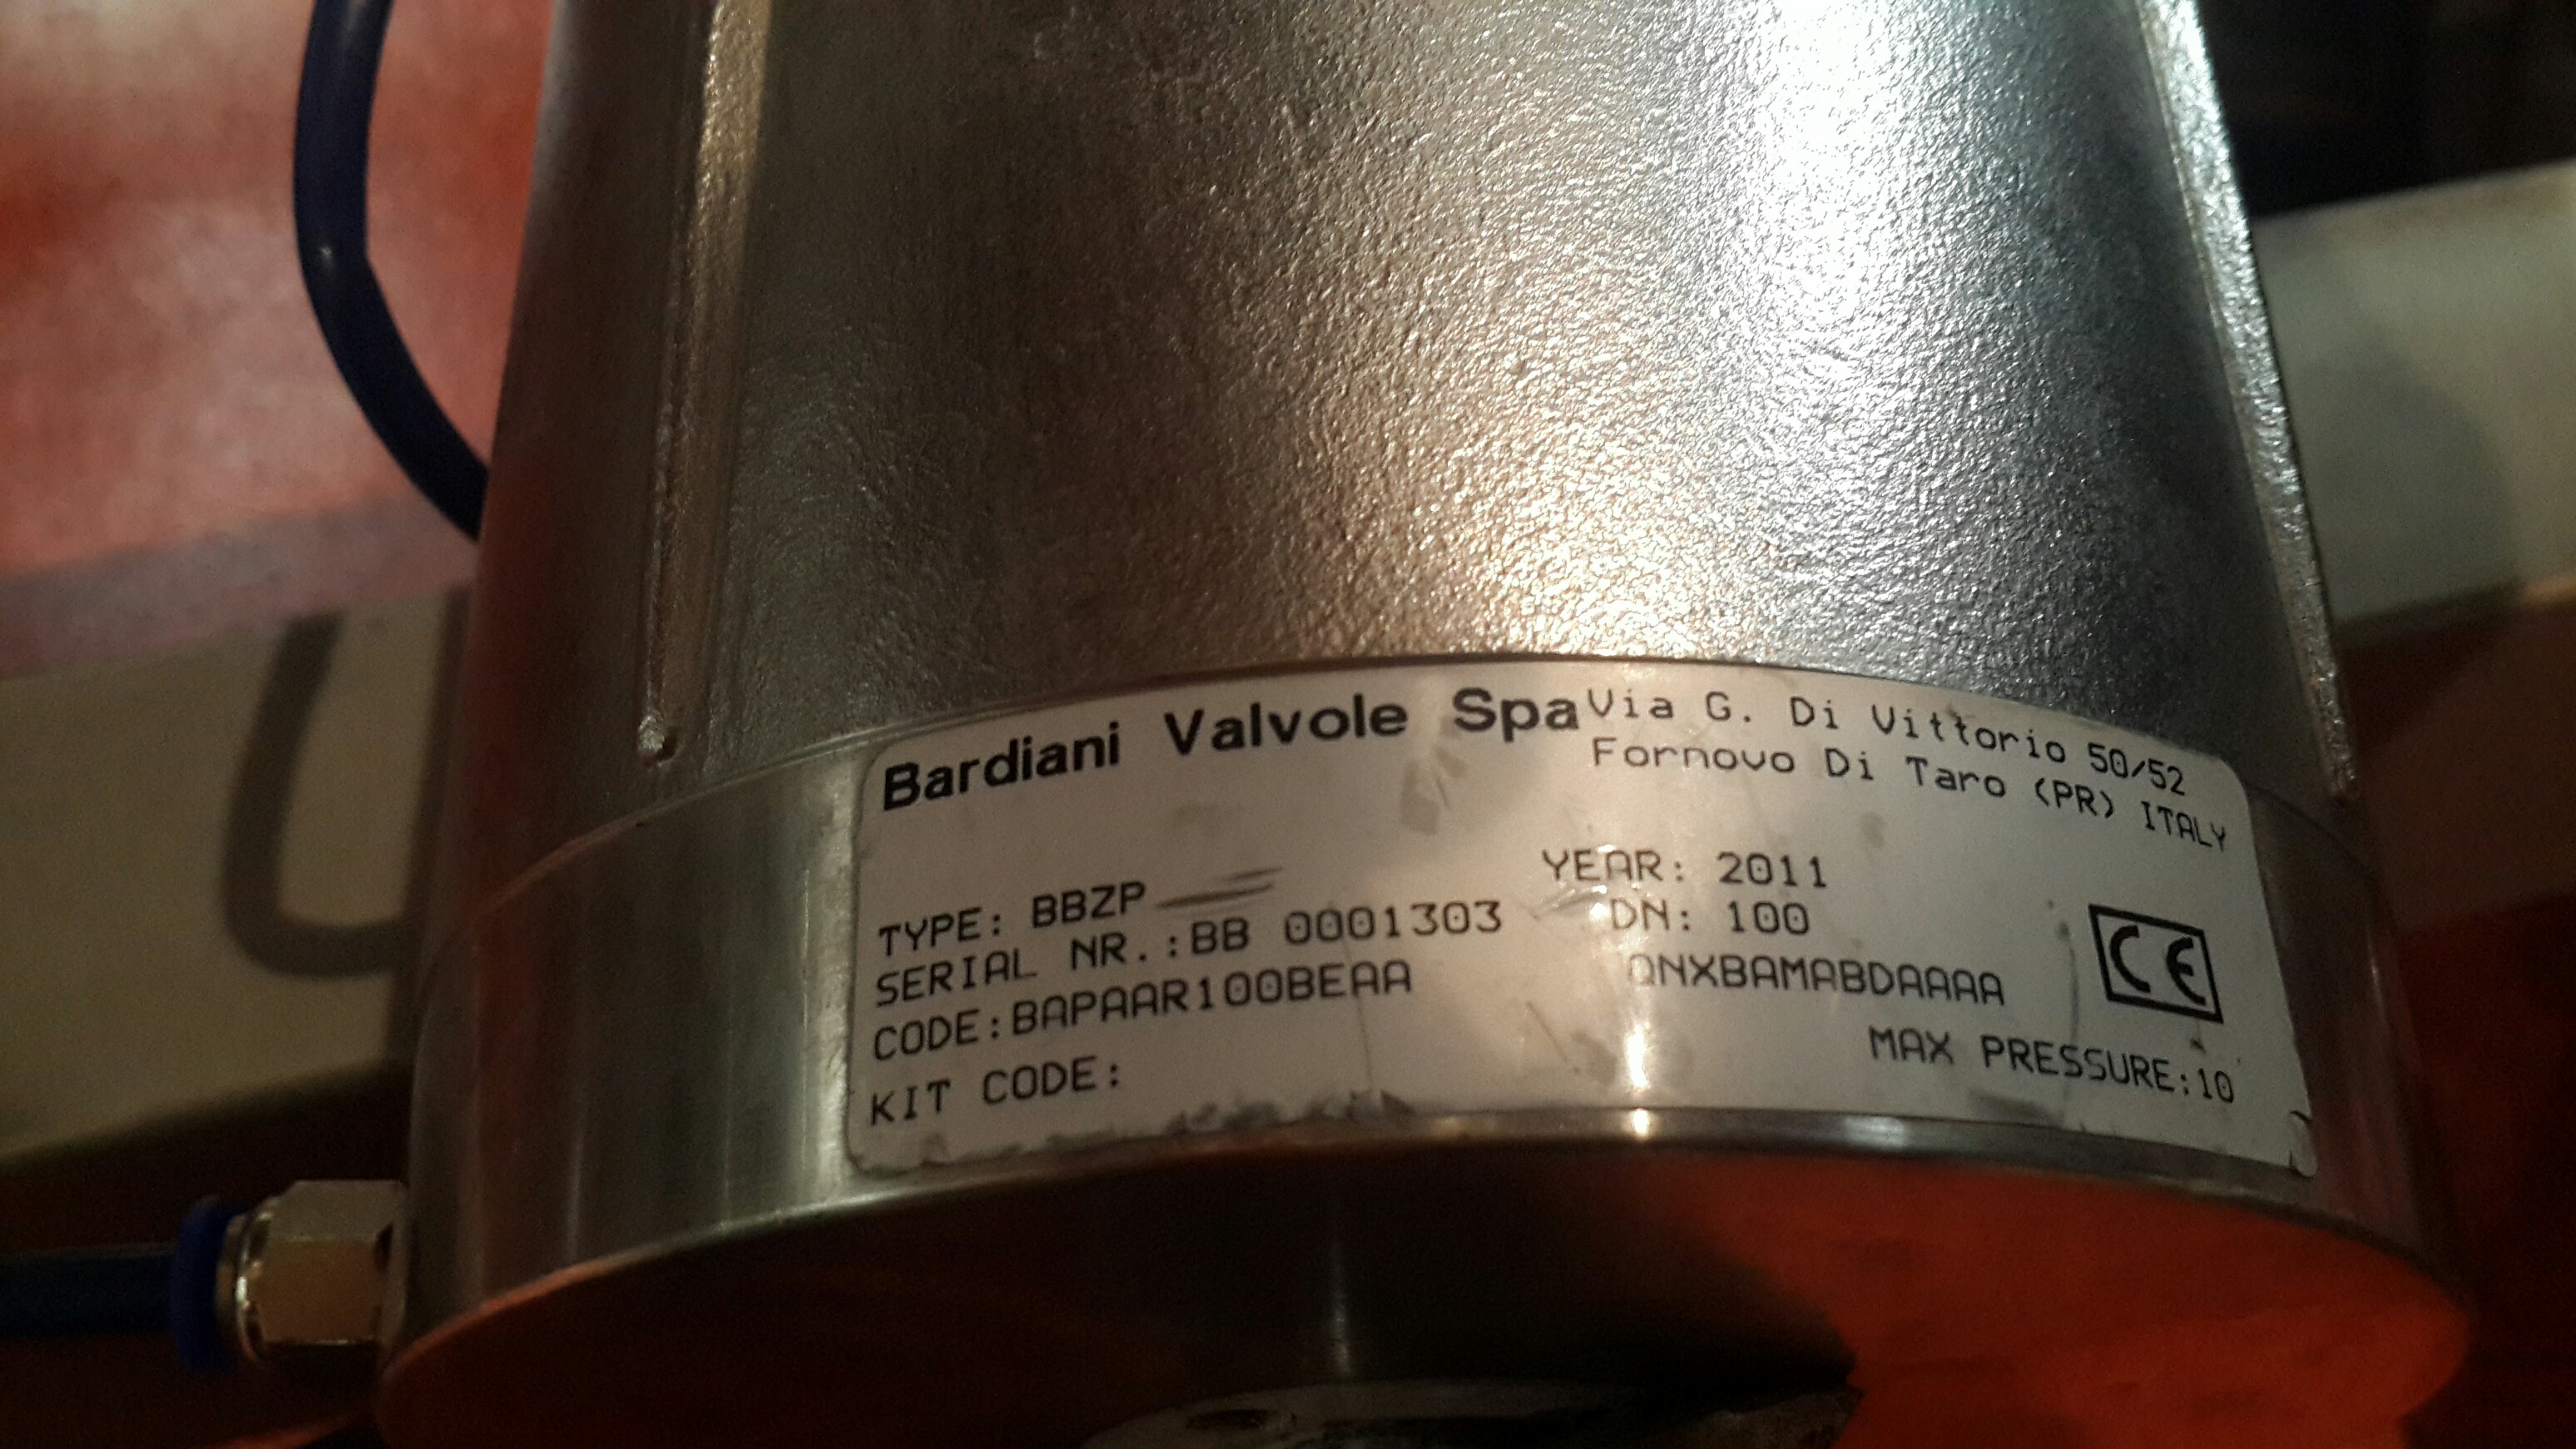 Bardiani Valvole Spa
Via G. Di Vittorio 50/52
Fornovo Di Taro (PR) ITALY
TYPE: BBZP
YEAR: 2011
SERIAL NR.:BB 0001303
DN: 100
CODE:BAPAAR100BEAA
QNXBAMABDAAAA
KIT CODE:
MAX PRESSURE:10
CE